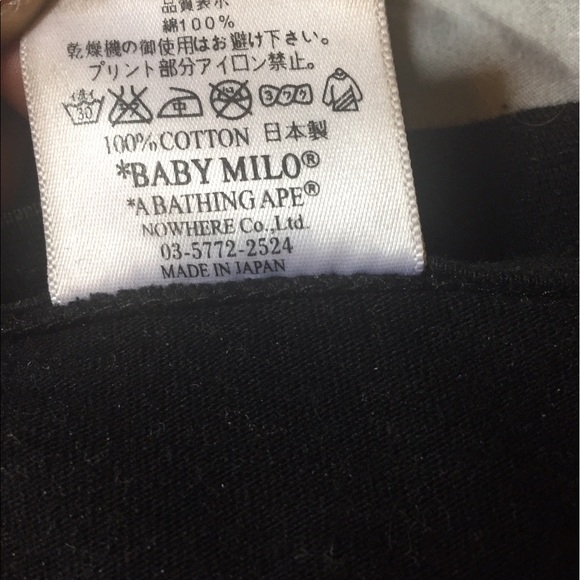 品質表示
綿100%
乾燥機の御使用はお避け下さい。
プリント部分アイロン禁止。
30 中
100% COTTON 日本製
*BABY MILO®
*A BATHING APE®
NOWHERE Co.,Ltd.
03-5772-2524
MADE IN JAPAN